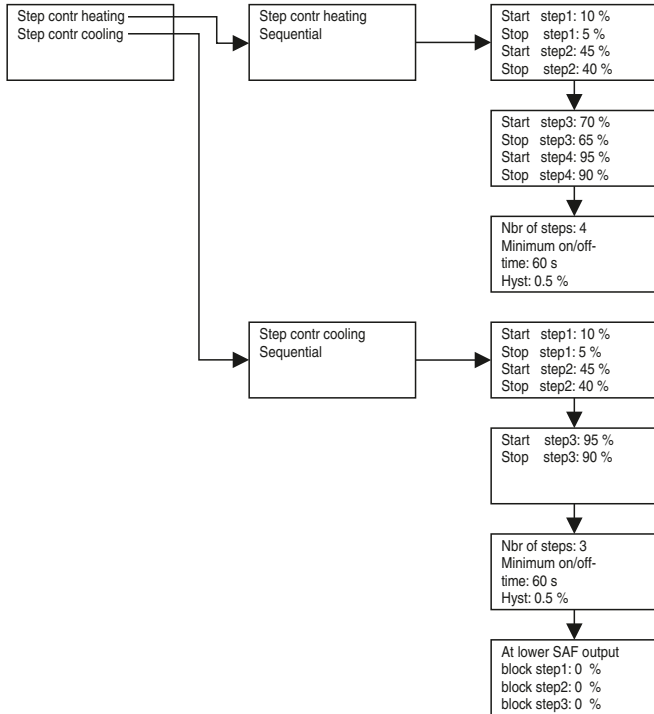 Step contr heating
Step contr cooling
Step contr heating
Sequential
Start step1: 10 %
Stop step1: 5 %
Start step2: 45 %
Stop step2: 40 %
Start step3: 70 %
Stop step3: 65 %
Start step4: 95 %
Stop step4: 90 %
Nbr of steps: 4
Minimum on/off-
time: 60 s
Hyst: 0.5 %
Step contr cooling
Sequential
Start step1: 10 %
Stop step1: 5 %
Start step2: 45 %
Stop step2: 40 %
Start step3: 95 %
Stop step3: 90 %
Nbr of steps: 3
Minimum on/off-
time: 60 s
Hyst: 0.5 %
At lower SAF output
block step1: 0 %
block step2: 0 %
block step3: 0 %